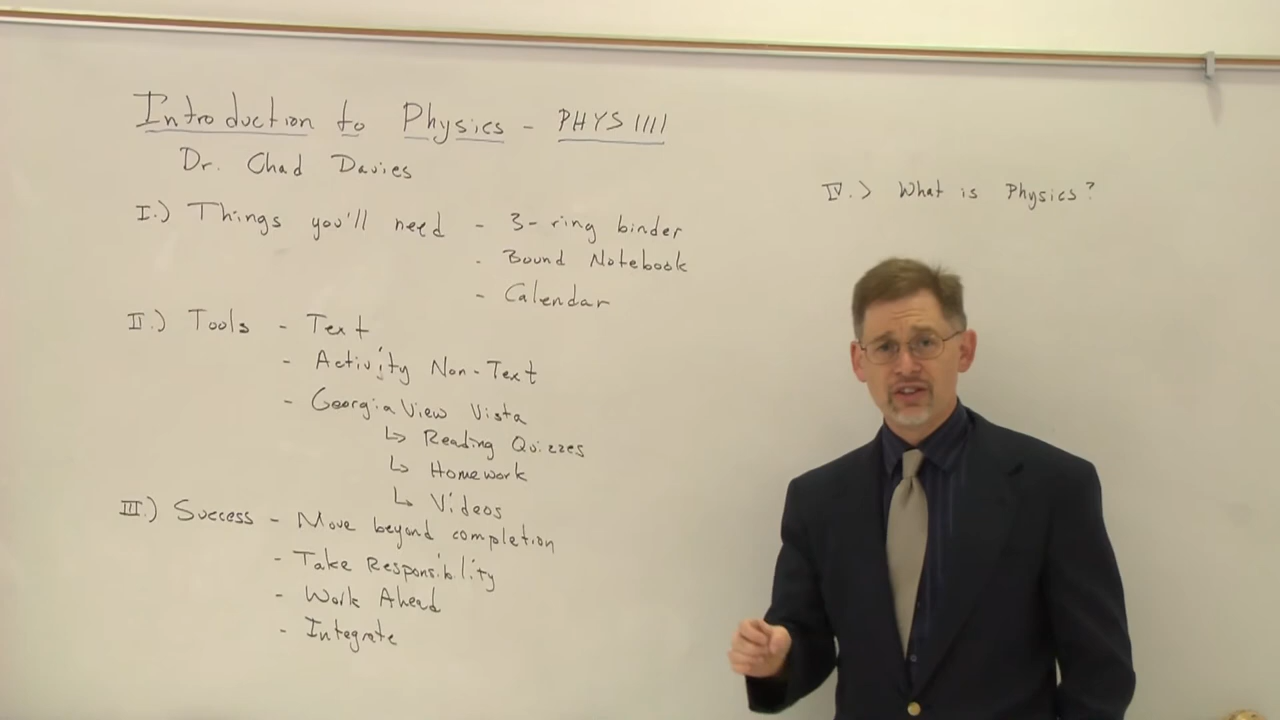 Introduction to Physics - PHYS 1111
Dr. Chad Davies
I.) Things you'll need - 3-ring binder
- Bound Notebook
- Calendar
II.) Tools - Text
- Activity Non-Text
- GeorgiaView Vista
↳ Reading Quizzes
↳ Homework
↳ Videos
III.) Success - Move beyond completion
- Take Responsibility
- Work Ahead
- Integrate
IV.) What is Physics?